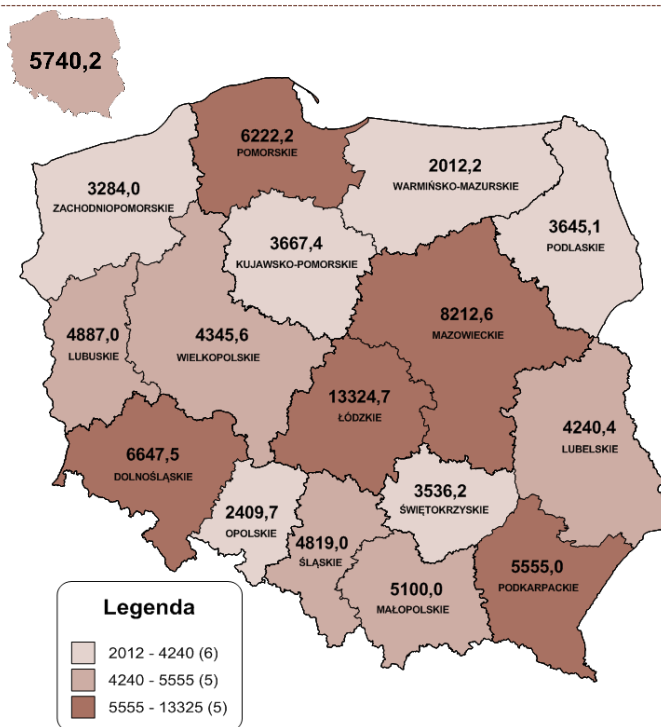 5740,2
6222,2
POMORSKIE
3284,0
ZACHODNIOPOMORSKIE
2012,2
WARMIŃSKO-MAZURSKIE
3645,1
PODLASKIE
3667,4
KUJAWSKO-POMORSKIE
8212,6
MAZOWIECKIE
4887,0
LUBUSKIE
4345,6
WIELKOPOLSKIE
13324,7
ŁÓDZKIE
4240,4
LUBELSKIE
6647,5
DOLNOŚLĄSKIE
2409,7
OPOLSKIE
4819,0
ŚLĄSKIE
3536,2
ŚWIĘTOKRZYSKIE
5100,0
MAŁOPOLSKIE
5555,0
PODKARPACKIE
Legenda
2012 - 4240 (6)
4240 - 5555 (5)
5555 - 13325 (5)